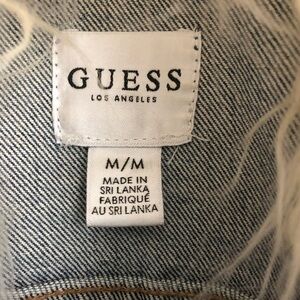 GUESS
LOS ANGELES
M/M
MADE IN
SRI LANKA
FABRIQUÉ
AU SRI LANKA